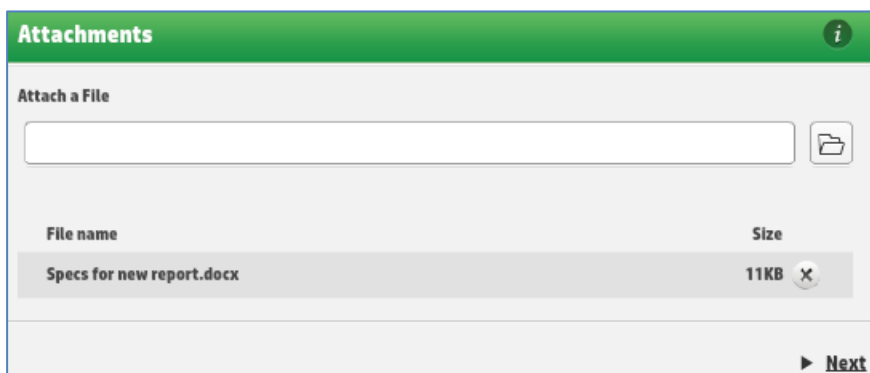 Attachments
i
Attach a File
File name Size
Specs for new report.docx 11KB
Next